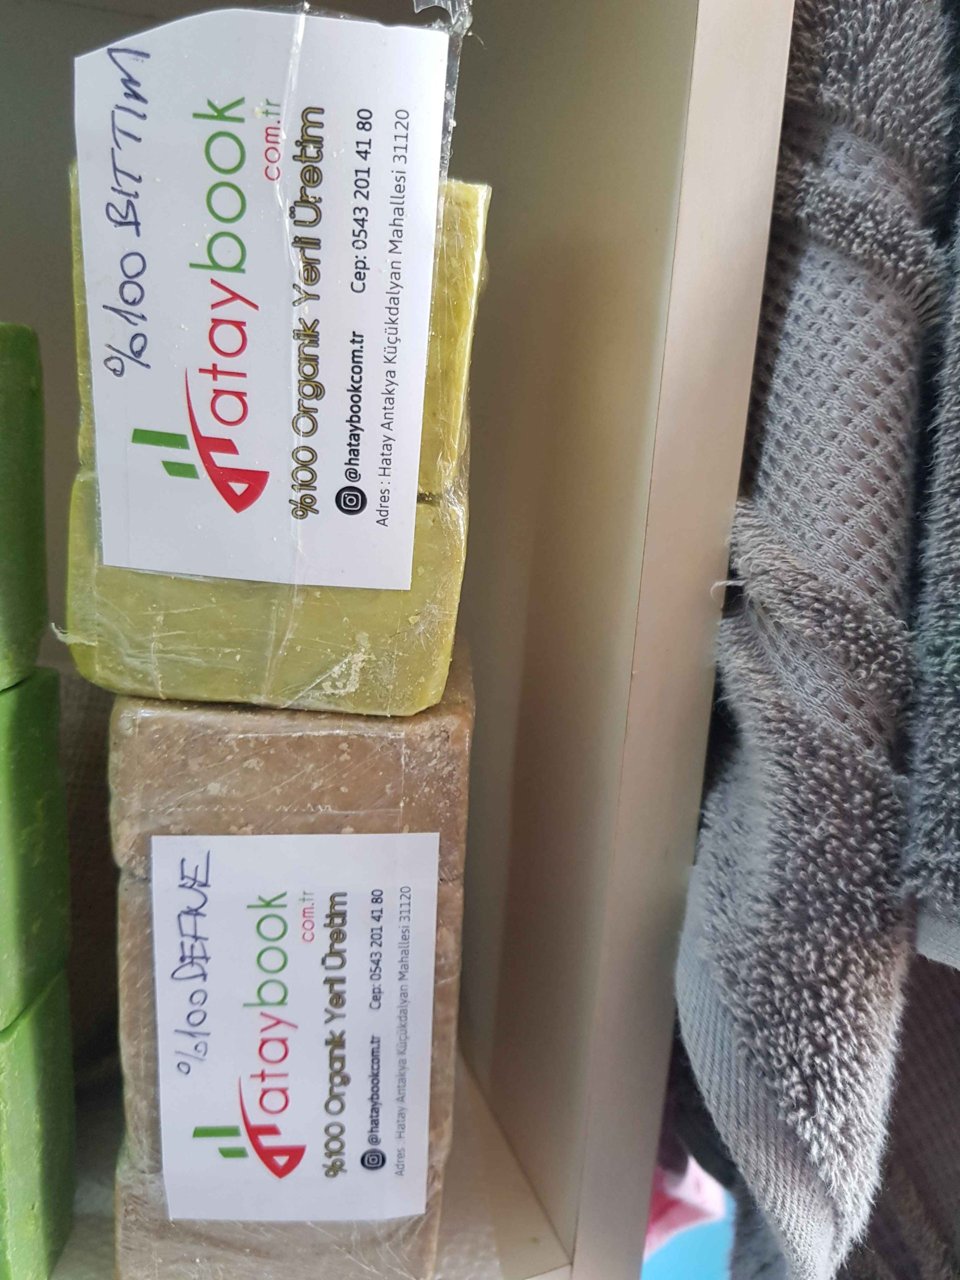 %100 BITTIM
Hataybook
com.tr
%100 Organik Yerli Üretim
@hataybookcom.tr Cep: 0543 201 41 80
Adres : Hatay Antakya Küçükdalyan Mahallesi 31120
%100 DEFNE
Hataybook
com.tr
%100 Organik Yerli Üretim
@hataybookcom.tr Cep: 0543 201 41 80
Adres : Hatay Antakya Küçükdalyan Mahallesi 31120